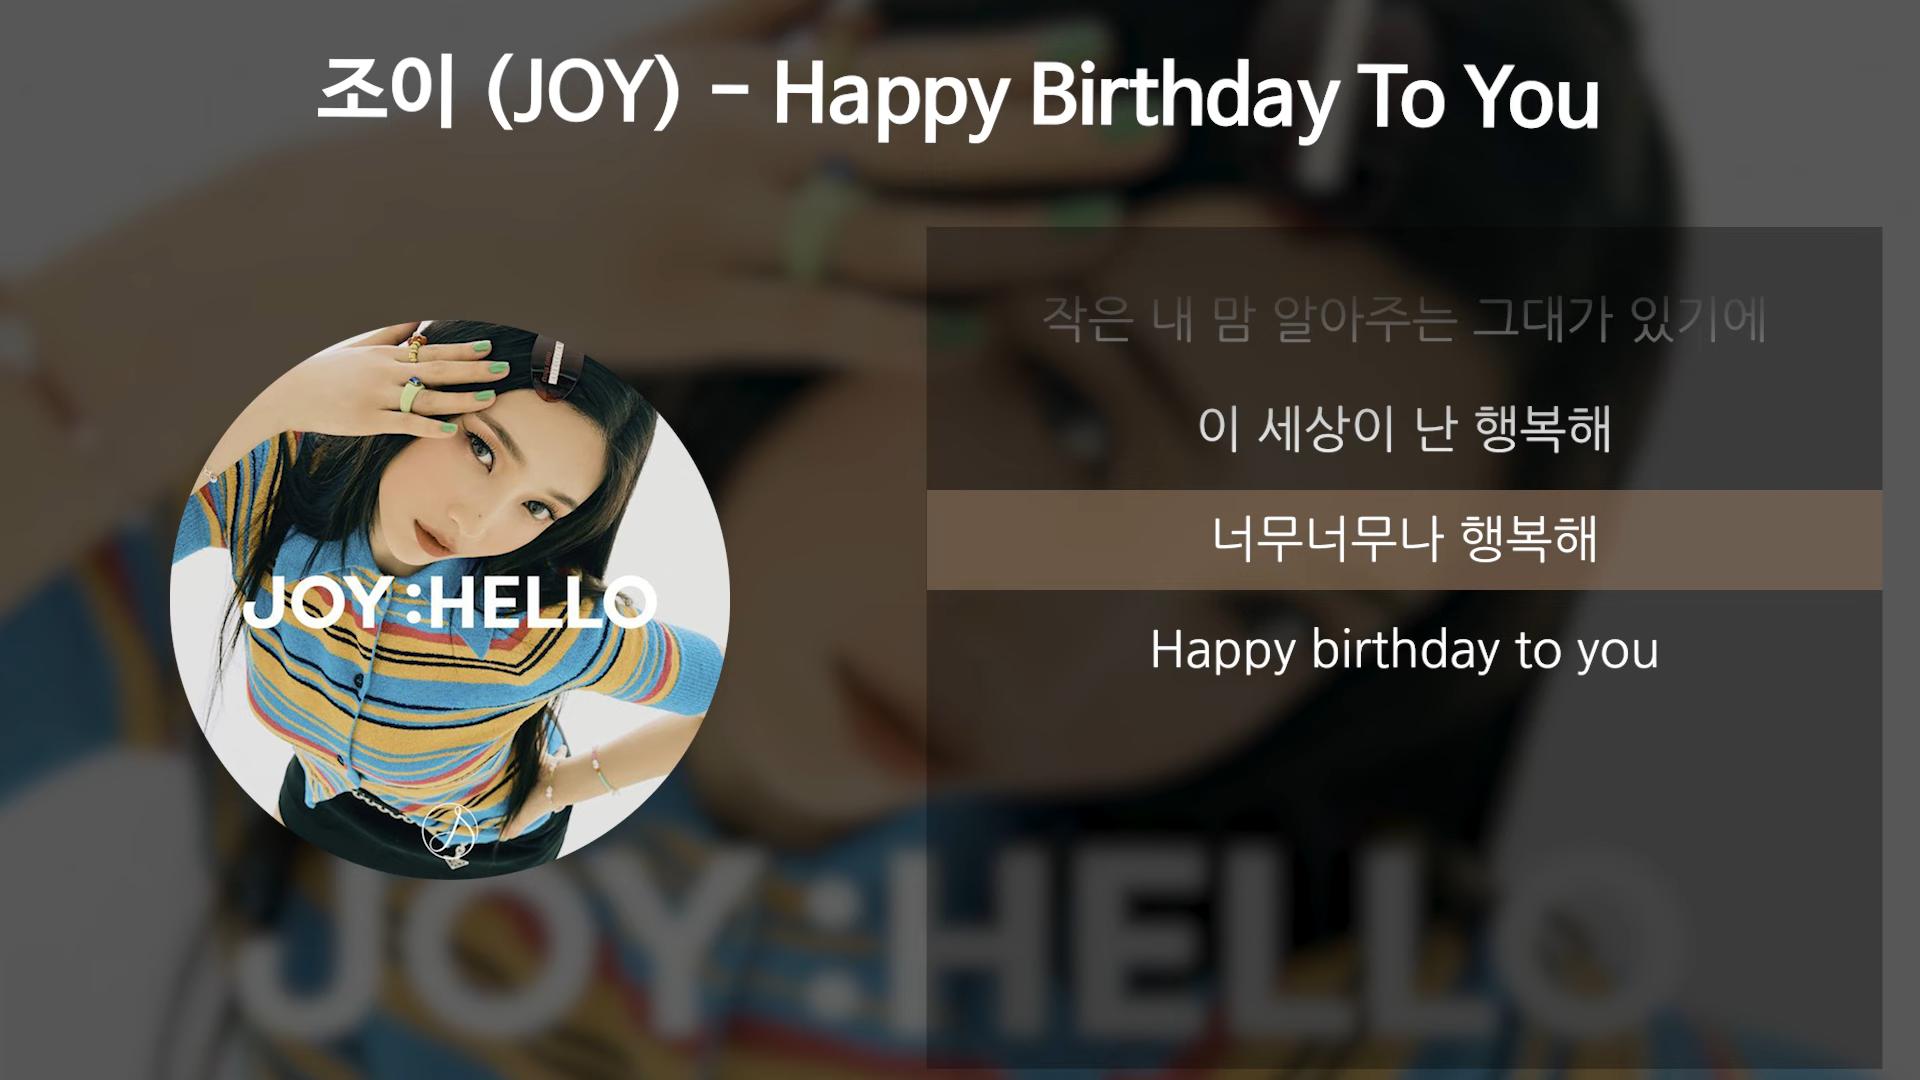 조이 (JOY) - Happy Birthday To You
작은 내 맘 알아주는 그대가 있기에
이 세상이 난 행복해
너무너무나 행복해
Happy birthday to you
JOY:HELLO
JOY:HELLO